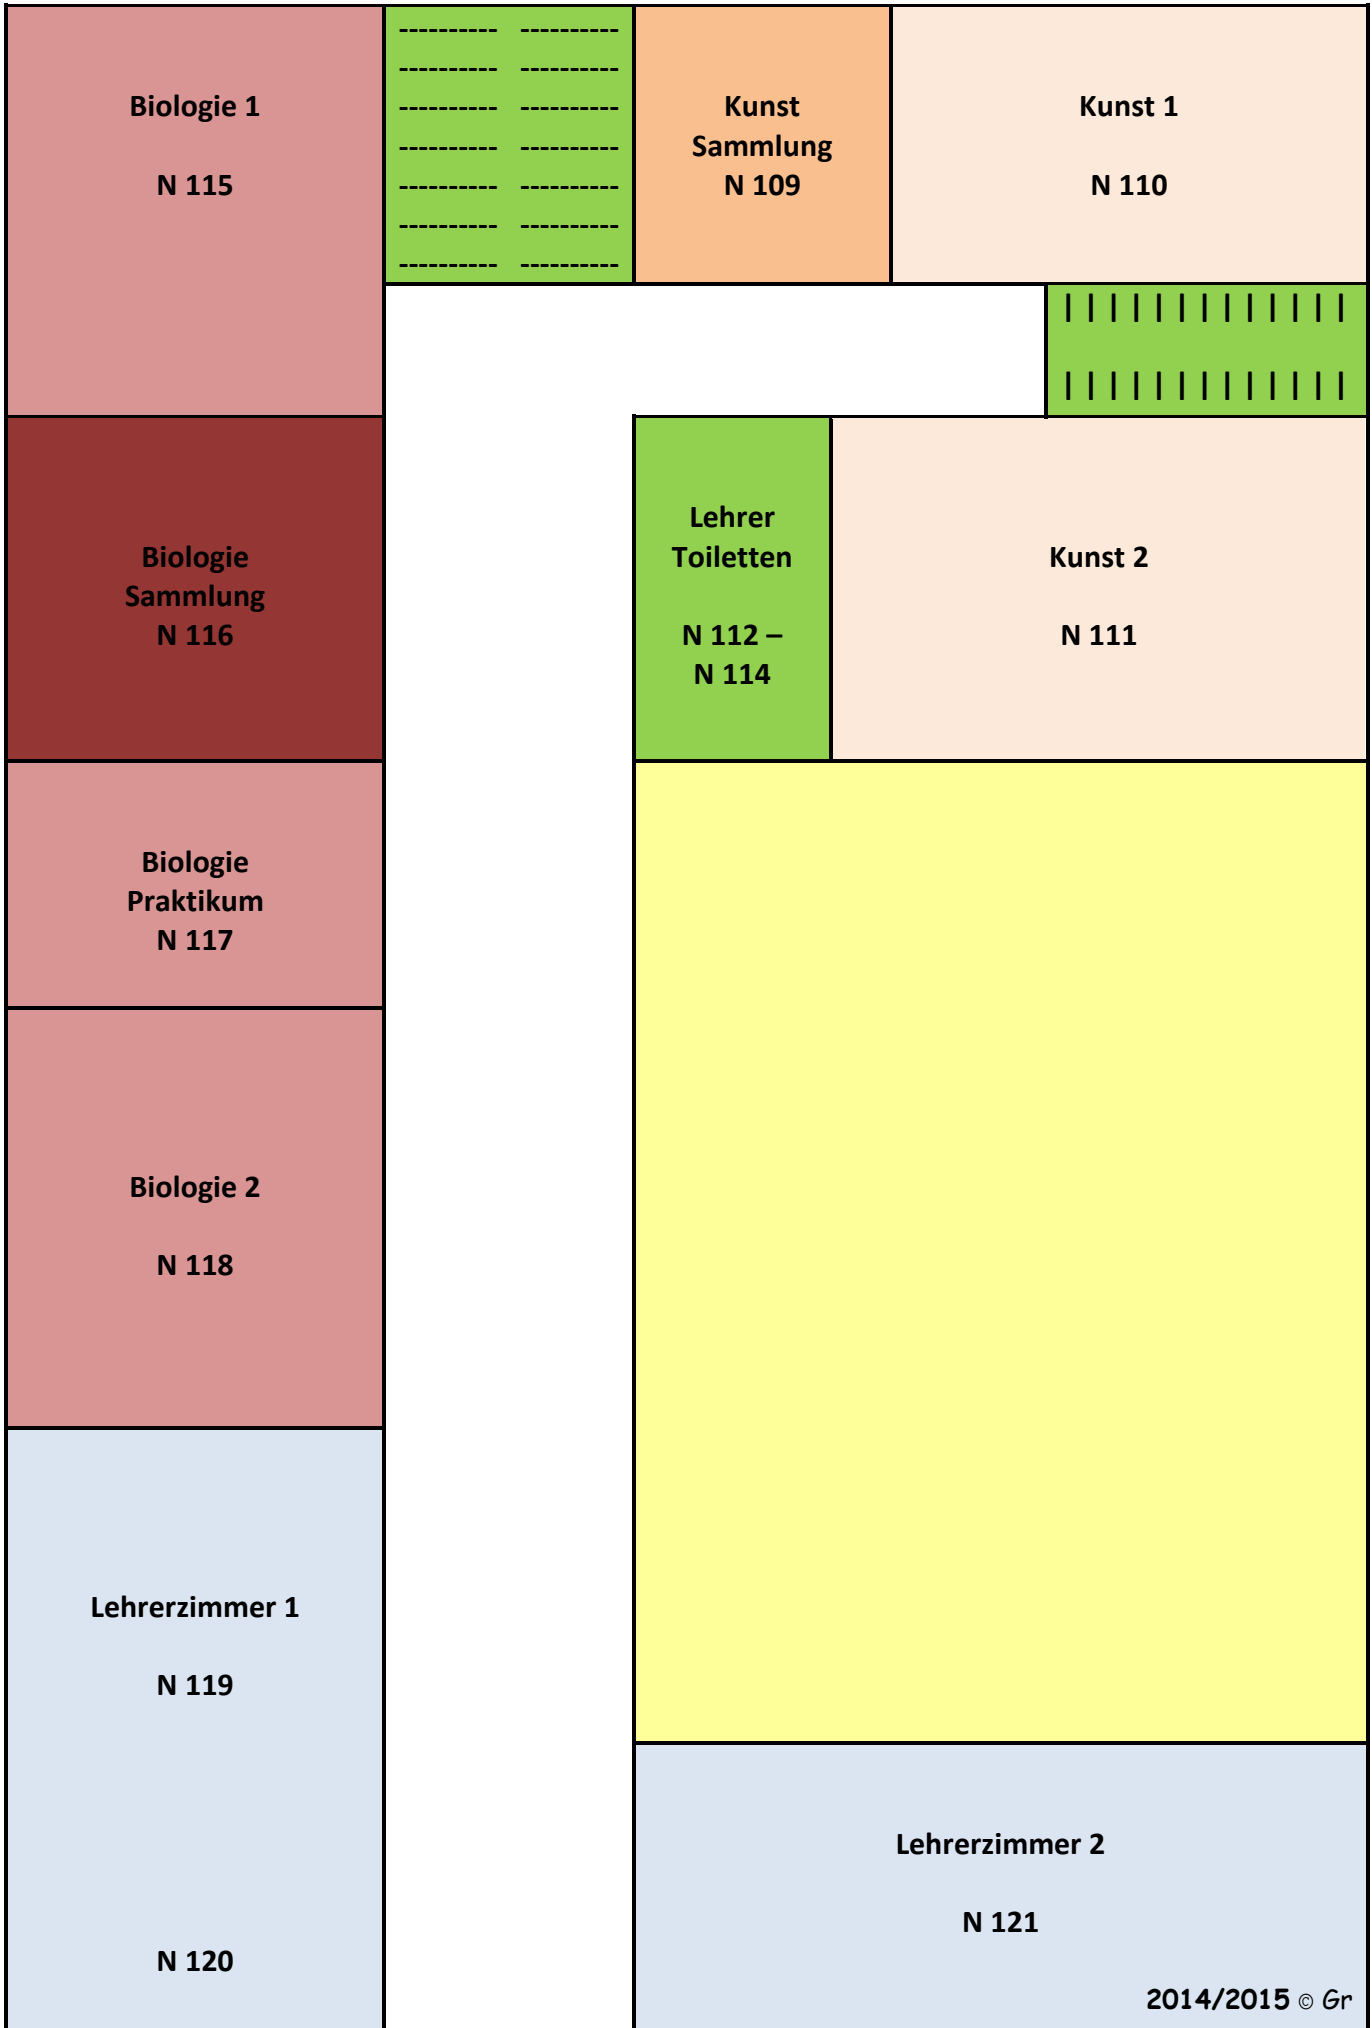 Biologie 1
N 115
---------- ----------
---------- ----------
---------- ----------
---------- ----------
---------- ----------
---------- ----------
---------- ----------
Kunst
Sammlung
N 109
Kunst 1
N 110
| | | | | | | | | | | | |
| | | | | | | | | | | | |
Biologie
Sammlung
N 116
Lehrer
Toiletten
N 112 –
N 114
Kunst 2
N 111
Biologie
Praktikum
N 117
Biologie 2
N 118
Lehrerzimmer 1
N 119
N 120
Lehrerzimmer 2
N 121
2014/2015 © Gr